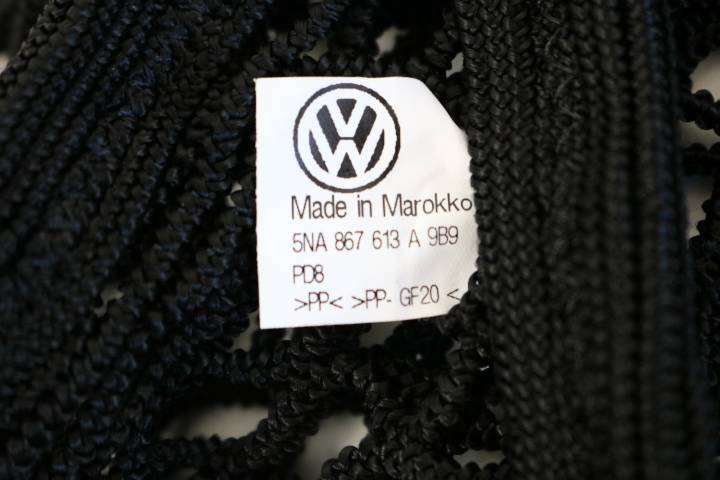 Made in Marokko
5NA 867 613 A 9B9
PD8
>PP< >PP- GF20 <